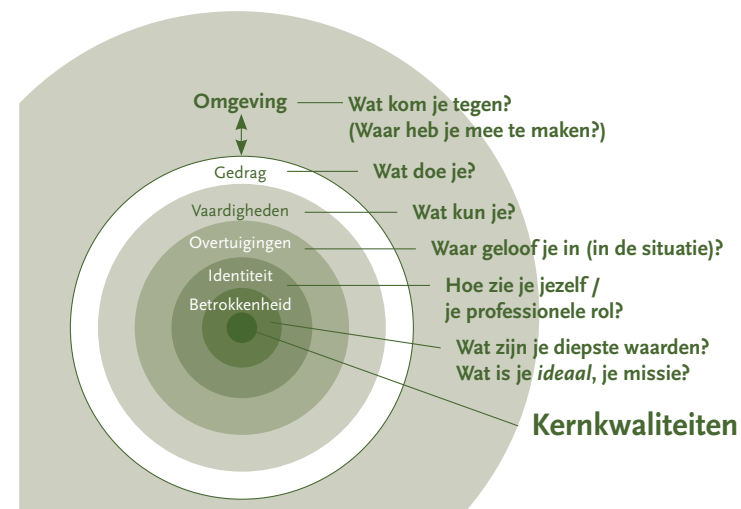 Omgeving
Wat kom je tegen?
(Waar heb je mee te maken?)
Gedrag
Wat doe je?
Vaardigheden
Wat kun je?
Overtuigingen
Waar geloof je in (in de situatie)?
Identiteit
Hoe zie je jezelf /
je professionele rol?
Betrokkenheid
Wat zijn je diepste waarden?
Wat is je ideaal, je missie?
Kernkwaliteiten